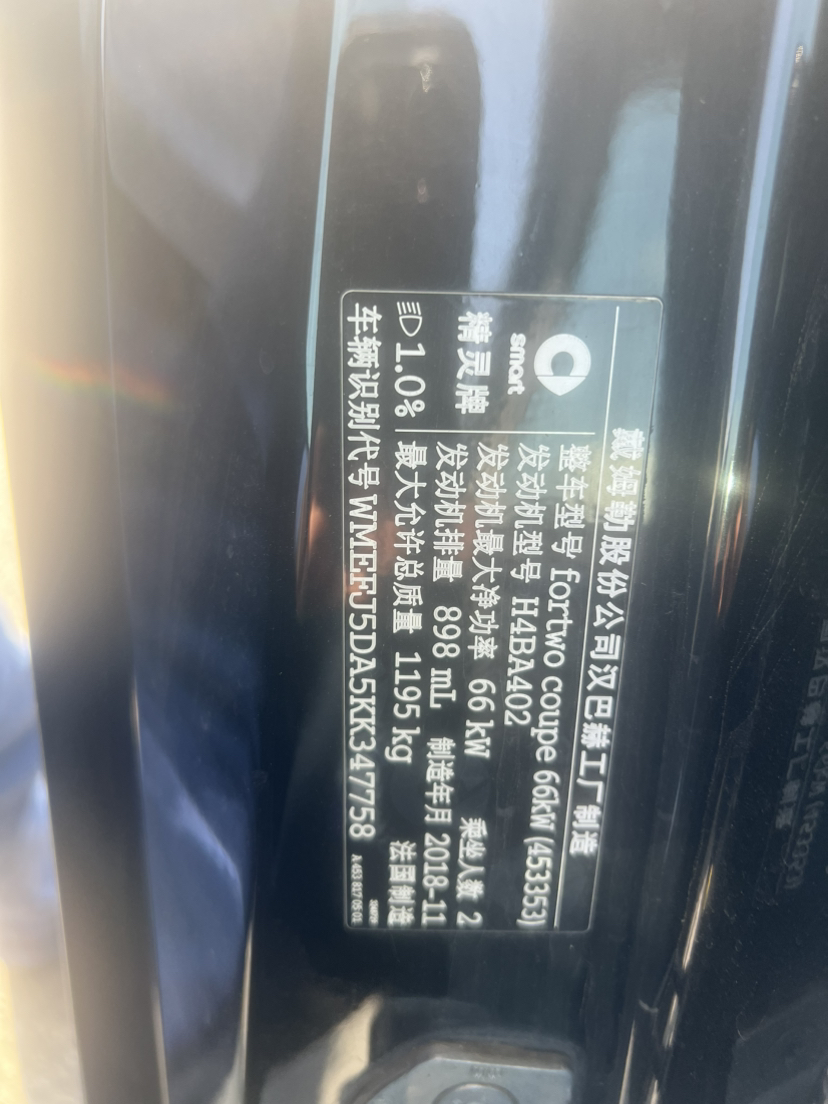 戴姆勒股份公司汉巴赫工厂制造
smart
精灵牌
1.0%
整车型号 fortwo coupe 66kW (453353)
发动机型号 H4BA402
发动机最大净功率 66 kW 乘坐人数 2
发动机排量 898 mL 制造年月 2018-11
最大允许总质量 1195 kg 法国制造
车辆识别代号 WMEFJ5DA5KK347758
A 453 817 05 01